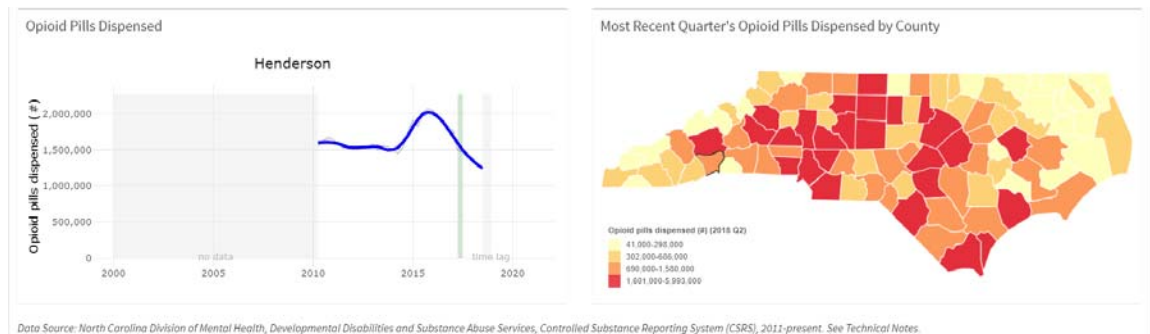 Opioid Pills Dispensed
Henderson
Opioid pills dispensed (#)
2,000,000
1,500,000
1,000,000
500,000
0
no data
time lag
2000
2005
2010
2015
2020
Most Recent Quarter's Opioid Pills Dispensed by County
Opioid pills dispensed (#) (2018 Q2)
41,000-298,000
302,000-686,000
690,000-1,580,000
1,601,000-5,993,000
Data Source: North Carolina Division of Mental Health, Developmental Disabilities and Substance Abuse Services, Controlled Substance Reporting System (CSRS), 2011-present. See Technical Notes.